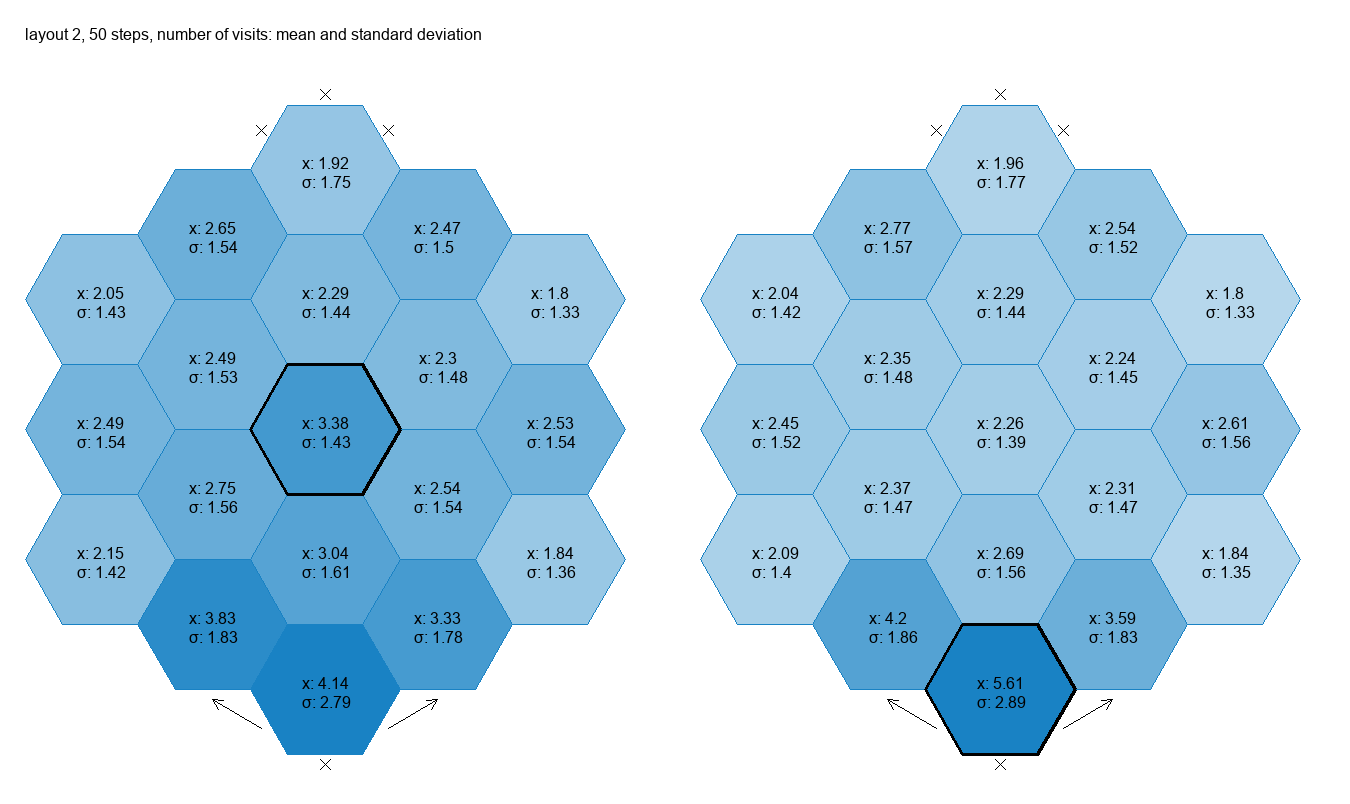 layout 2, 50 steps, number of visits: mean and standard deviation
x: 1.92
σ: 1.75
x: 2.65
σ: 1.54
x: 2.47
σ: 1.5
x: 2.05
σ: 1.43
x: 2.29
σ: 1.44
x: 1.8
σ: 1.33
x: 2.49
σ: 1.53
x: 2.3
σ: 1.48
x: 2.49
σ: 1.54
x: 3.38
σ: 1.43
x: 2.53
σ: 1.54
x: 2.75
σ: 1.56
x: 2.54
σ: 1.54
x: 2.15
σ: 1.42
x: 3.04
σ: 1.61
x: 1.84
σ: 1.36
x: 3.83
σ: 1.83
x: 3.33
σ: 1.78
x: 4.14
σ: 2.79
x: 1.96
σ: 1.77
x: 2.77
σ: 1.57
x: 2.54
σ: 1.52
x: 2.04
σ: 1.42
x: 2.29
σ: 1.44
x: 1.8
σ: 1.33
x: 2.35
σ: 1.48
x: 2.24
σ: 1.45
x: 2.45
σ: 1.52
x: 2.26
σ: 1.39
x: 2.61
σ: 1.56
x: 2.37
σ: 1.47
x: 2.31
σ: 1.47
x: 2.09
σ: 1.4
x: 2.69
σ: 1.56
x: 1.84
σ: 1.35
x: 4.2
σ: 1.86
x: 3.59
σ: 1.83
x: 5.61
σ: 2.89